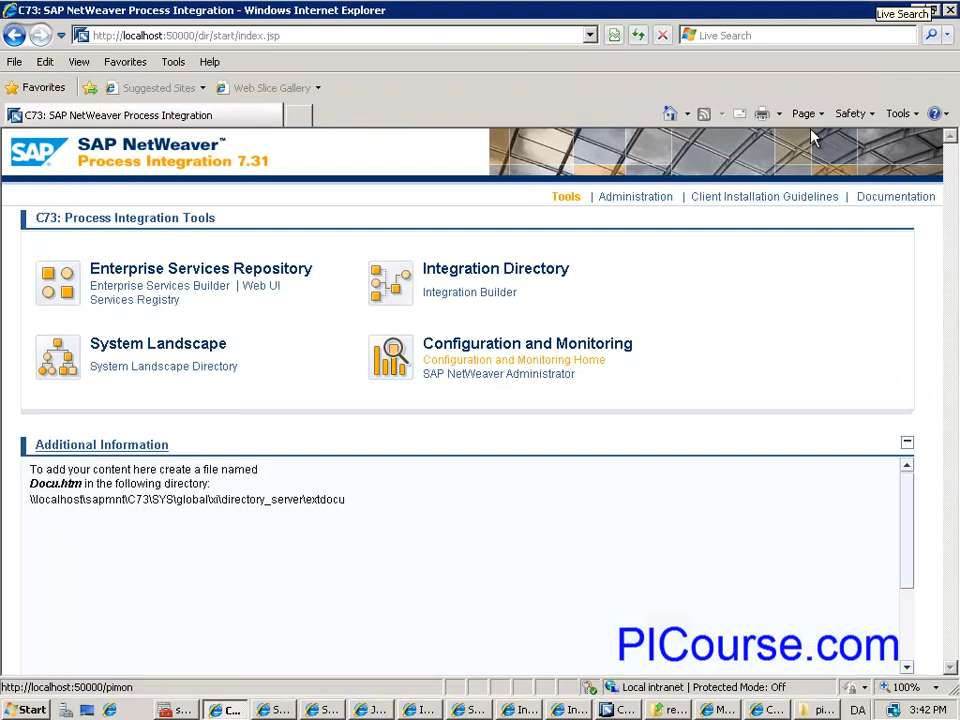 C73: SAP NetWeaver Process Integration - Windows Internet Explorer
Live Search
http://localhost:50000/dir/start/index.jsp
Live Search
File Edit View Favorites Tools Help
Favorites Suggested Sites Web Slice Gallery
C73: SAP NetWeaver Process Integration
Page Safety Tools
SAP
SAP NetWeaver™
Process Integration 7.31
Tools | Administration | Client Installation Guidelines | Documentation
C73: Process Integration Tools
Enterprise Services Repository
Enterprise Services Builder | Web UI
Services Registry
Integration Directory
Integration Builder
System Landscape
System Landscape Directory
Configuration and Monitoring
Configuration and Monitoring Home
SAP NetWeaver Administrator
Additional Information
To add your content here create a file named
Docu.htm in the following directory:
\\localhost\sapmnt\C73\SYS\global\xi\directory_server\extdocu
PICourse.com
http://localhost:50000/pimon
Local intranet | Protected Mode: Off
100%
Start
s... C... S... S... J... I... S... In... In... C... re... M... C... pi...
DA
3:42 PM